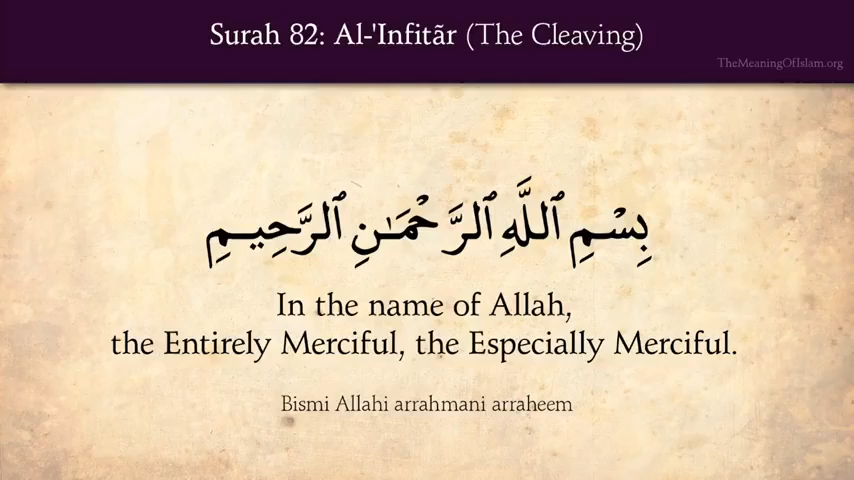 Surah 82: Al-'Infitãr (The Cleaving)
TheMeaningOfIslam.org
بِسْمِ ٱللَّهِ ٱلرَّحْمَـٰنِ ٱلرَّحِيمِ
In the name of Allah,
the Entirely Merciful, the Especially Merciful.
Bismi Allahi arrahmani arraheem